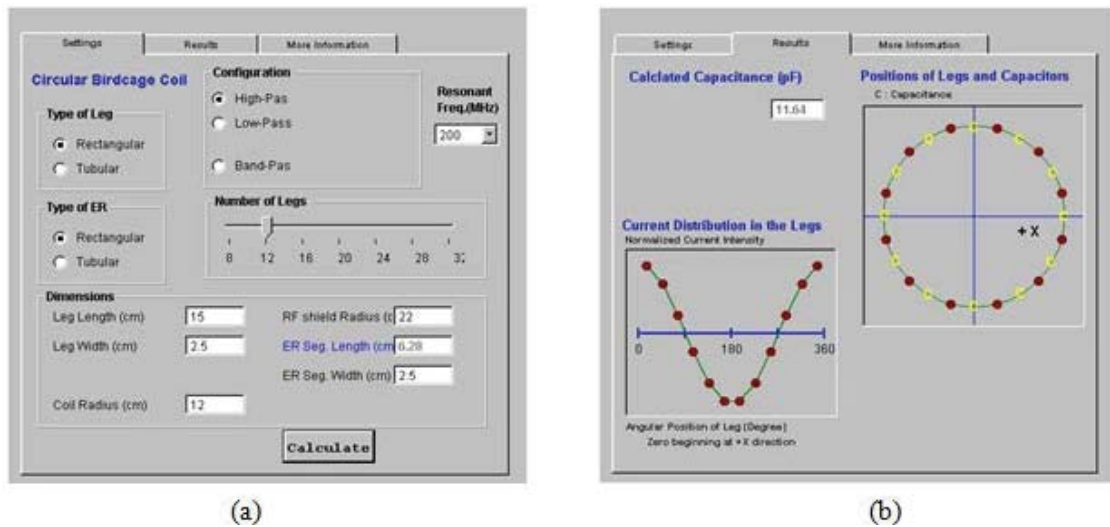 Settings
Results
More Information
Circular Birdcage Coil
Configuration
High-Pas
Low-Pass
Band-Pas
Resonant
Freq.(MHz)
200
Type of Leg
Rectangular
Tubular
Type of ER
Rectangular
Tubular
Number of Legs
8 12 16 20 24 28 32
Dimensions
Leg Length (cm) 15
RF shield Radius (c 22
Leg Width (cm) 2.5
ER Seg. Length (cm 6.28
ER Seg. Width (cm) 2.5
Coil Radius (cm) 12
Calculate
(a)
Settings
Results
More Information
Calclated Capacitance (pF)
11.64
Positions of Legs and Capacitors
C : Capacitance
C C C C C C C C C C C C
+ X
Current Distribution in the Legs
Normalized Current Intensity
0 180 360
Angular Position of Leg (Degree)
Zero beginning at +X direction
(b)